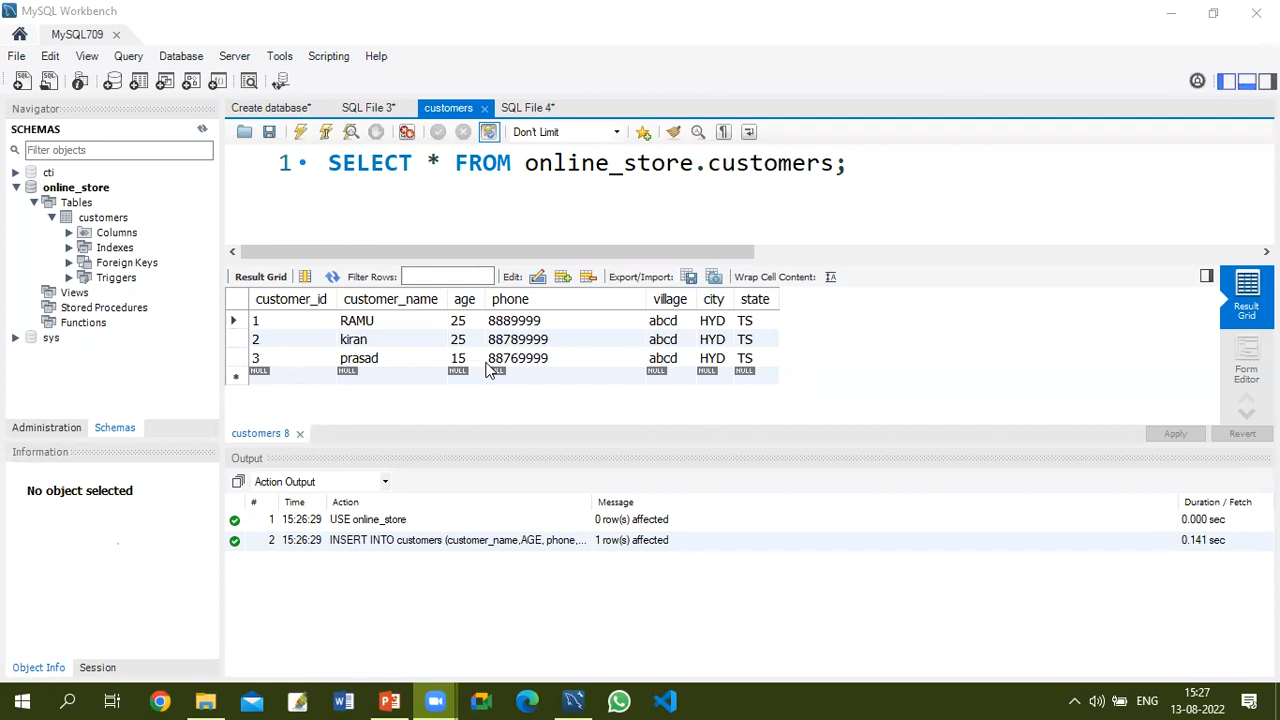 MySQL Workbench
MySQL709
File Edit View Query Database Server Tools Scripting Help
Navigator
SCHEMAS
Filter objects
cti
online_store
Tables
customers
Columns
Indexes
Foreign Keys
Triggers
Views
Stored Procedures
Functions
sys
Administration Schemas
Information
No object selected
Object Info Session
Create database* SQL File 3* customers SQL File 4*
Don't Limit
1 SELECT * FROM online_store.customers;
Result Grid Filter Rows: Edit: Export/Import: Wrap Cell Content:
customer_id customer_name age phone village city state
1 RAMU 25 8889999 abcd HYD TS
2 kiran 25 88789999 abcd HYD TS
3 prasad 15 88769999 abcd HYD TS
NULL NULL NULL NULL NULL NULL
Result Grid
Form Editor
customers 8
Apply Revert
Output
Action Output
# Time Action Message Duration / Fetch
1 15:26:29 USE online_store 0 row(s) affected 0.000 sec
2 15:26:29 INSERT INTO customers (customer_name,AGE, phone,... 1 row(s) affected 0.141 sec
ENG
15:27
13-08-2022